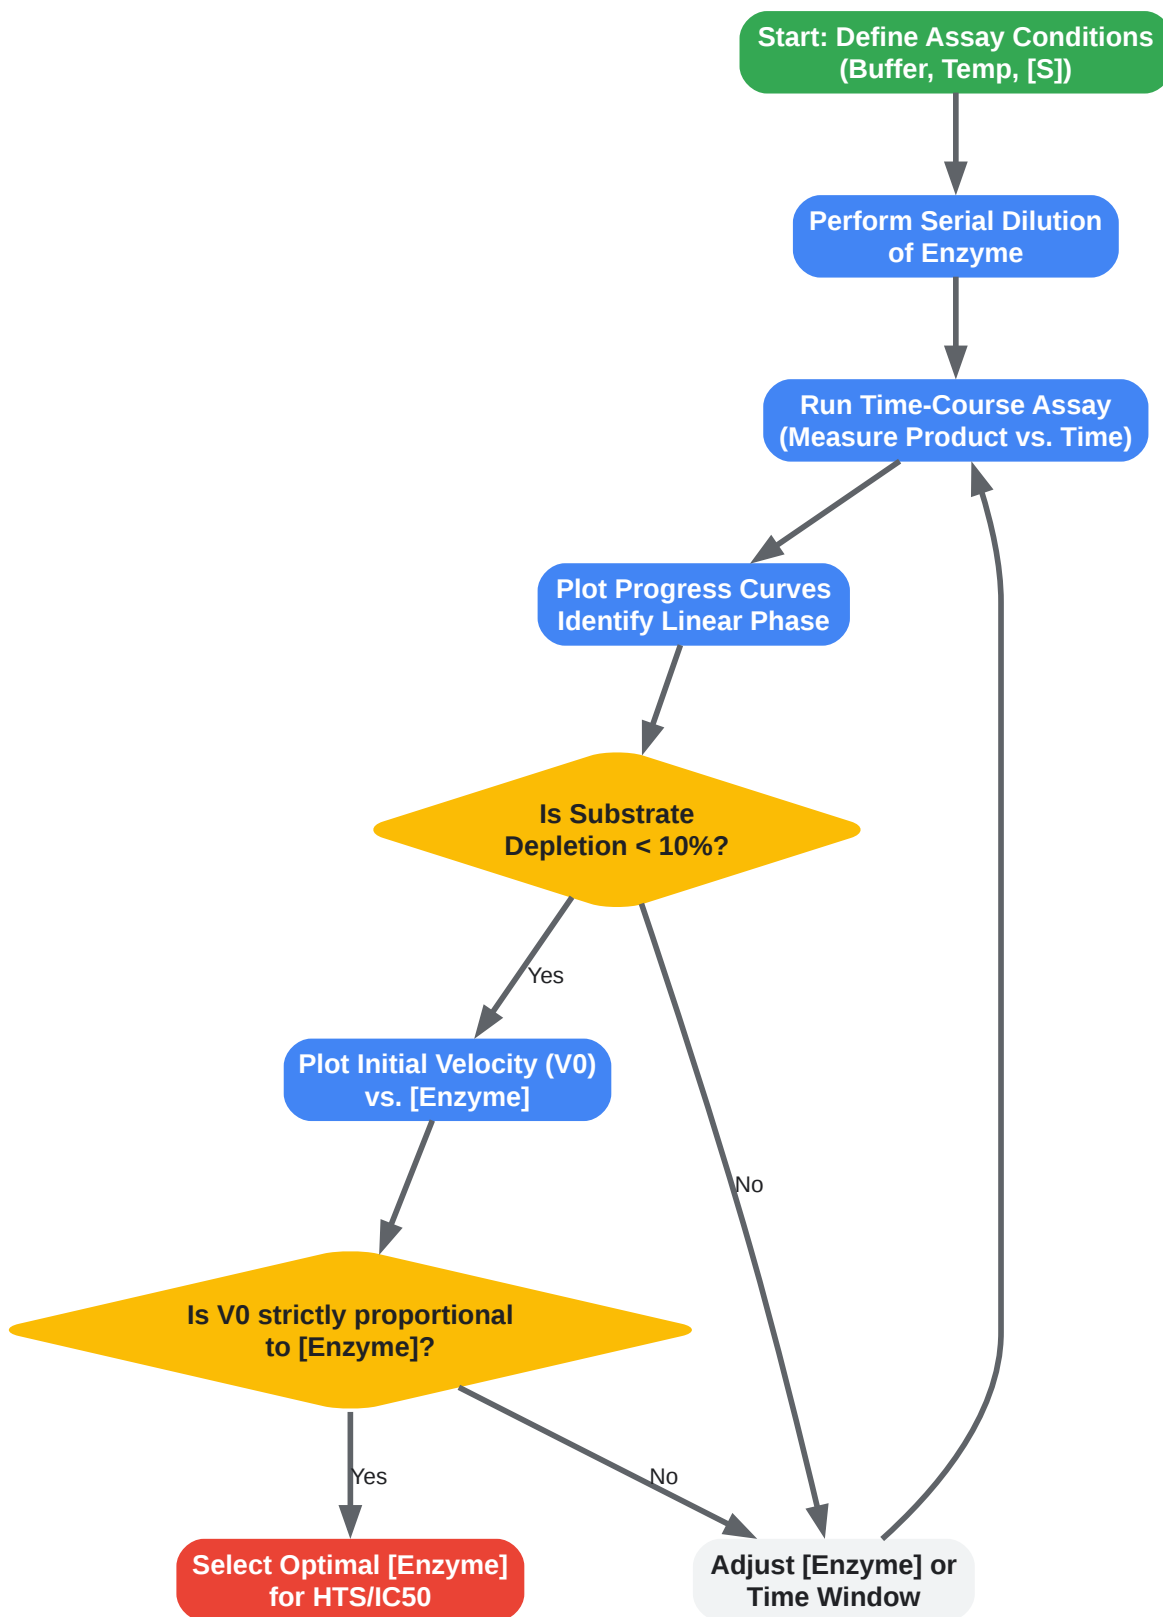 Start: Define Assay Conditions
(Buffer, Temp, [S])
Perform Serial Dilution
of Enzyme
Run Time-Course Assay
(Measure Product vs. Time)
Plot Progress Curves
Identify Linear Phase
Is Substrate
Depletion < 10%?
Yes
Plot Initial Velocity (V0)
vs. [Enzyme]
No
Is V0 strictly proportional
to [Enzyme]?
Yes
No
Select Optimal [Enzyme]
for HTS/IC50
Adjust [Enzyme] or
Time Window